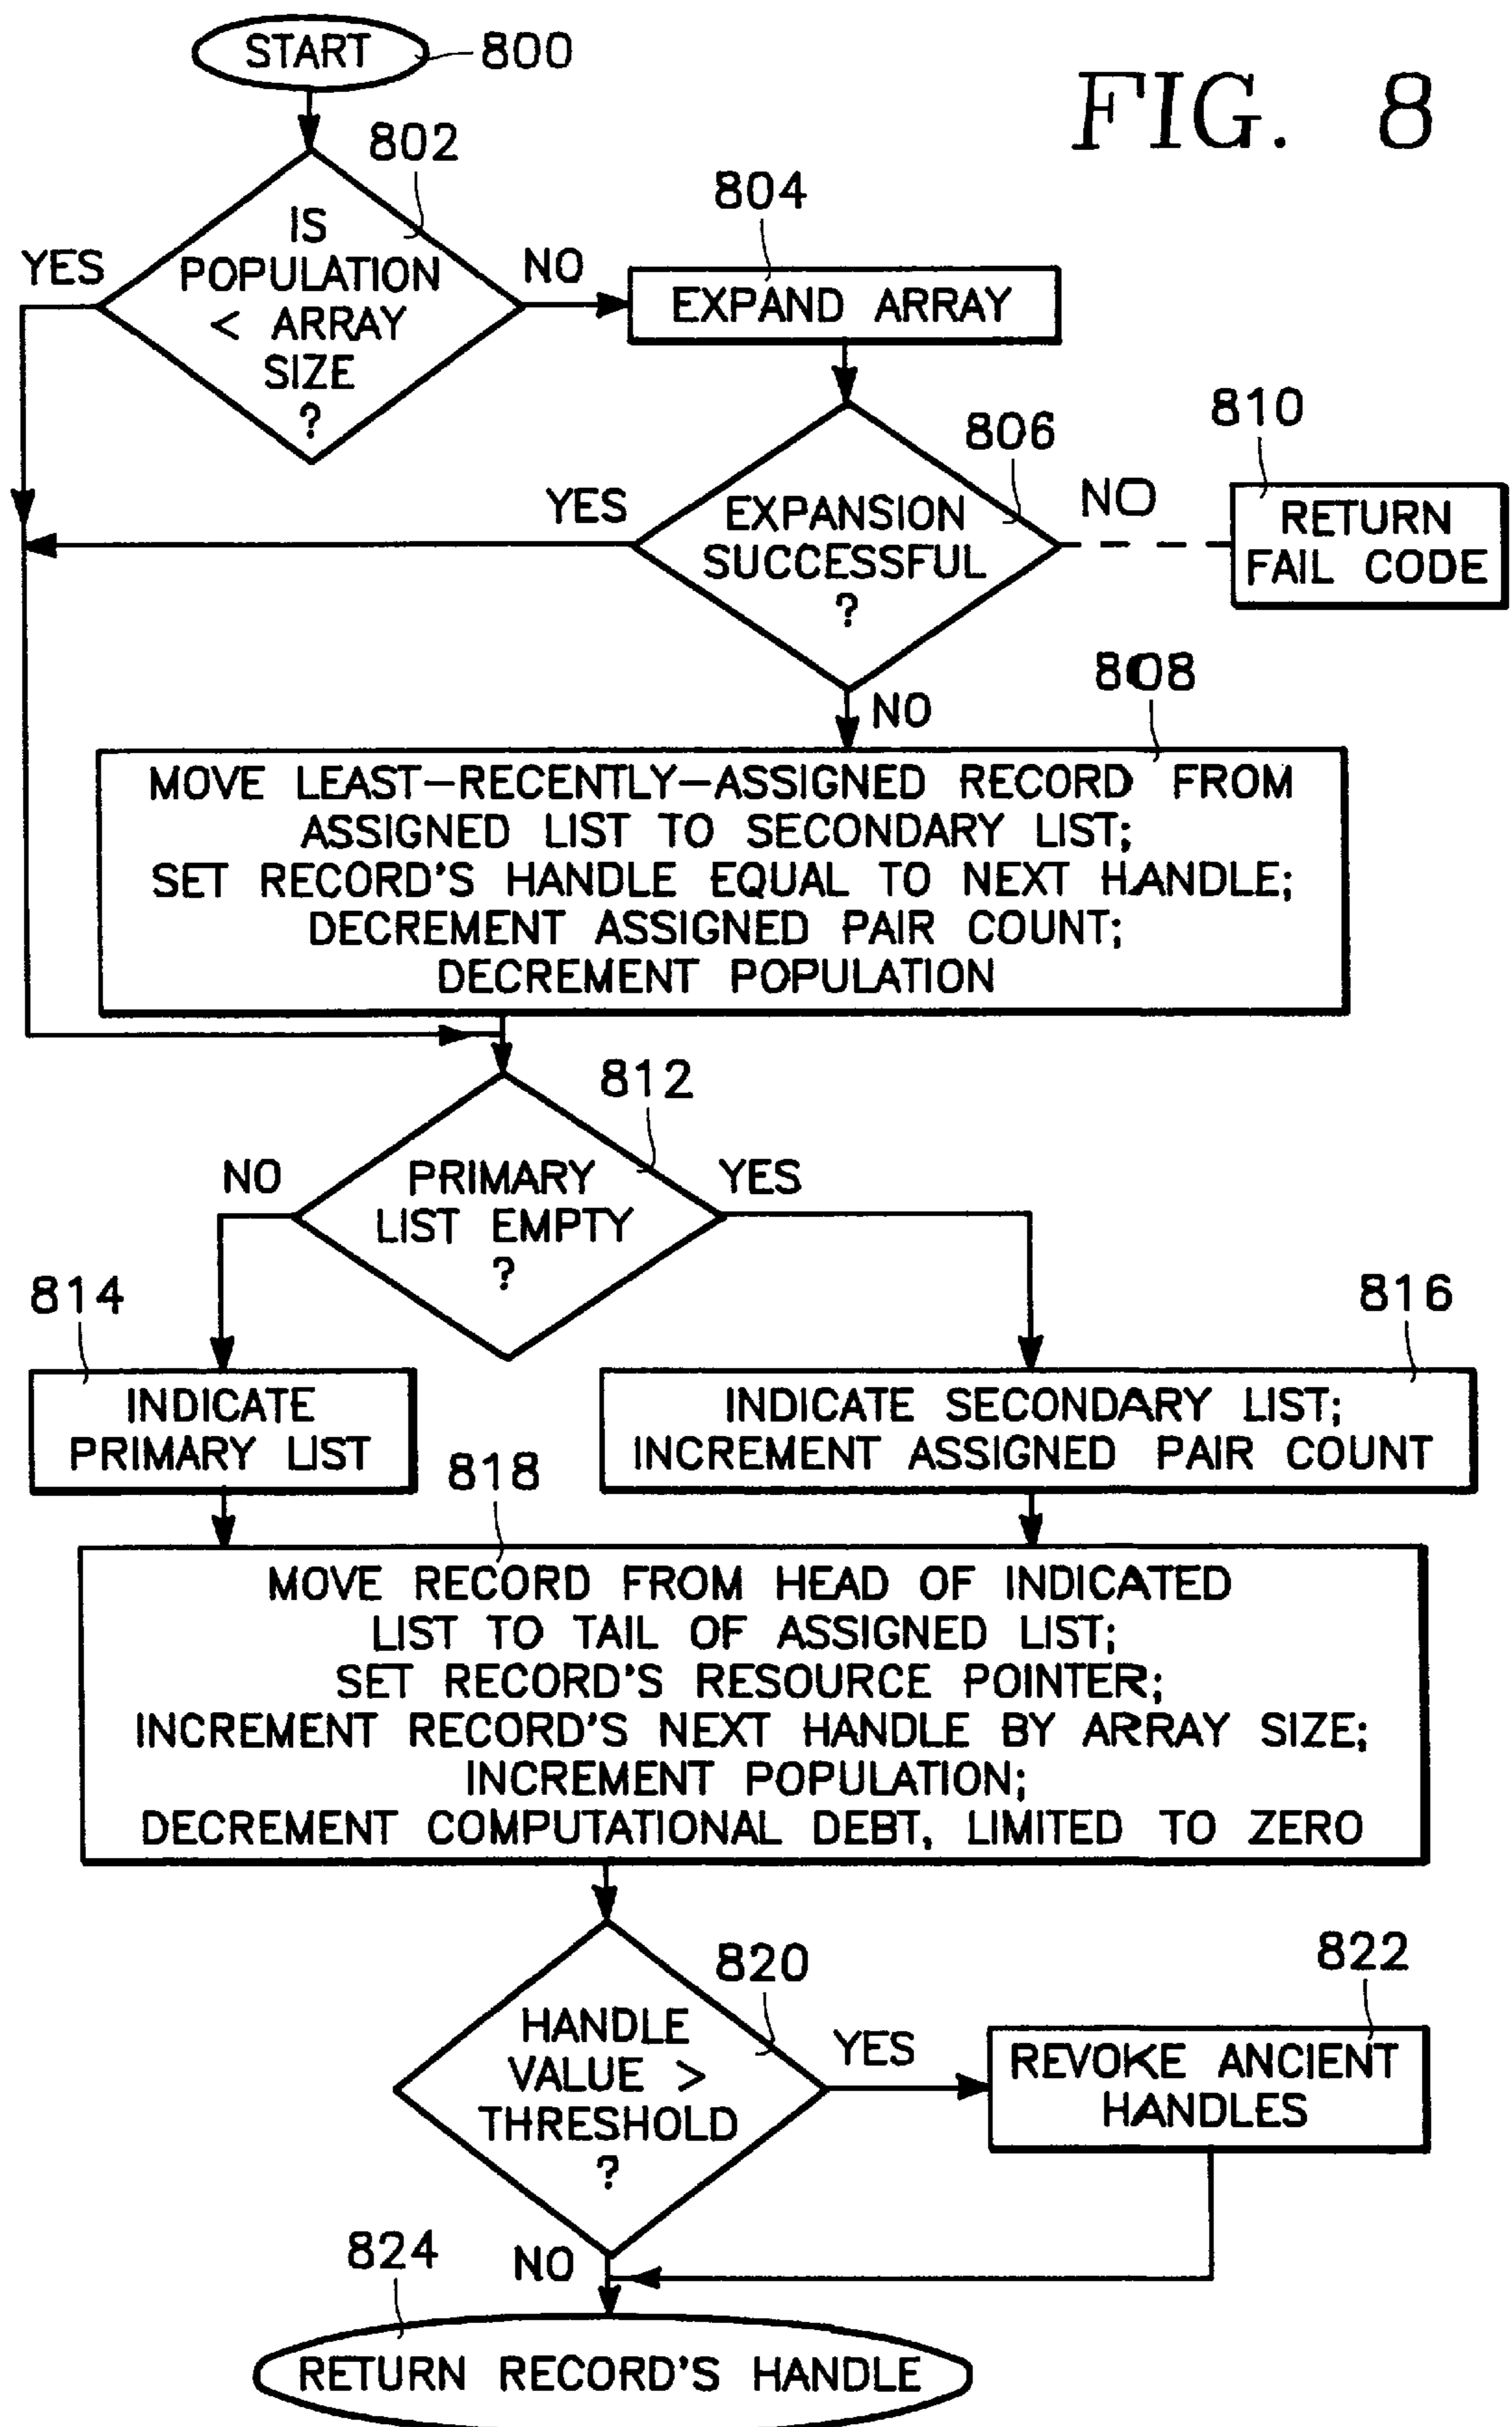 START
800
FIG. 8
802
IS
POPULATION
< ARRAY
SIZE
?
YES
NO
804
EXPAND ARRAY
806
EXPANSION
SUCCESSFUL
?
YES
NO
810
RETURN
FAIL CODE
NO
808
MOVE LEAST-RECENTLY-ASSIGNED RECORD FROM
ASSIGNED LIST TO SECONDARY LIST;
SET RECORD'S HANDLE EQUAL TO NEXT HANDLE;
DECREMENT ASSIGNED PAIR COUNT;
DECREMENT POPULATION
812
PRIMARY
LIST EMPTY
?
NO
YES
814
INDICATE
PRIMARY LIST
816
INDICATE SECONDARY LIST;
INCREMENT ASSIGNED PAIR COUNT
818
MOVE RECORD FROM HEAD OF INDICATED
LIST TO TAIL OF ASSIGNED LIST;
SET RECORD'S RESOURCE POINTER;
INCREMENT RECORD'S NEXT HANDLE BY ARRAY SIZE;
INCREMENT POPULATION;
DECREMENT COMPUTATIONAL DEBT, LIMITED TO ZERO
820
HANDLE
VALUE >
THRESHOLD
?
YES
822
REVOKE ANCIENT
HANDLES
NO
824
RETURN RECORD'S HANDLE